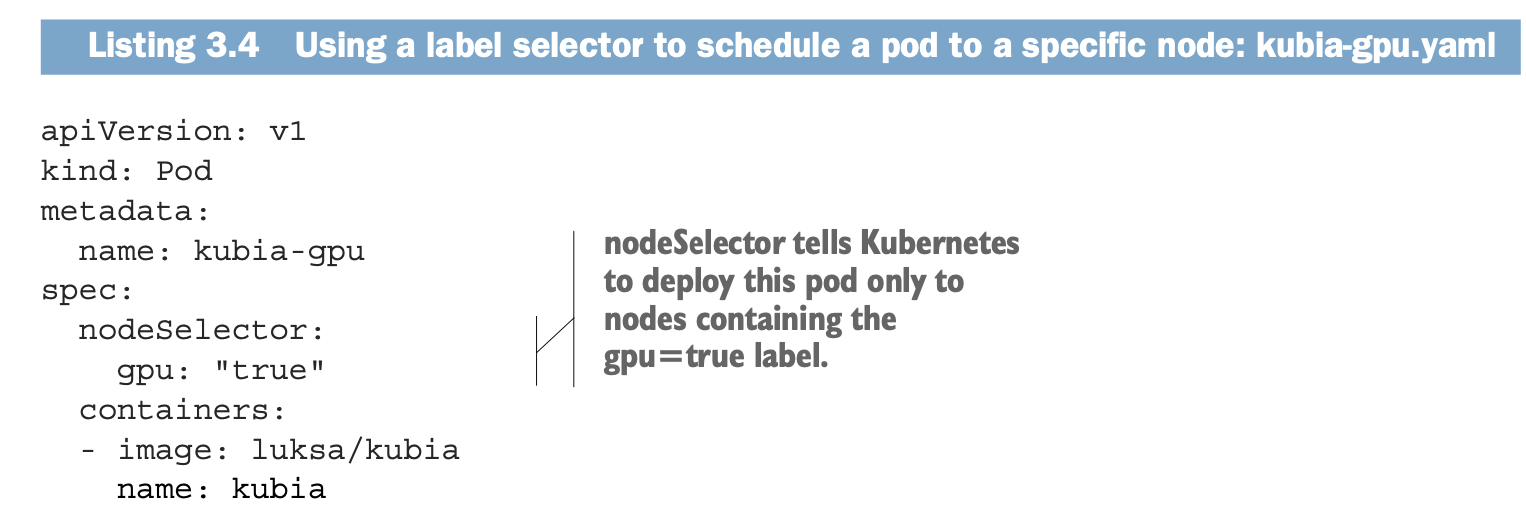 Listing 3.4 Using a label selector to schedule a pod to a specific node: kubia-gpu.yaml
apiVersion: v1
kind: Pod
metadata:
  name: kubia-gpu
spec:
  nodeSelector:
    gpu: "true"
  containers:
  - image: luksa/kubia
    name: kubia
nodeSelector tells Kubernetes
to deploy this pod only to
nodes containing the
gpu=true label.